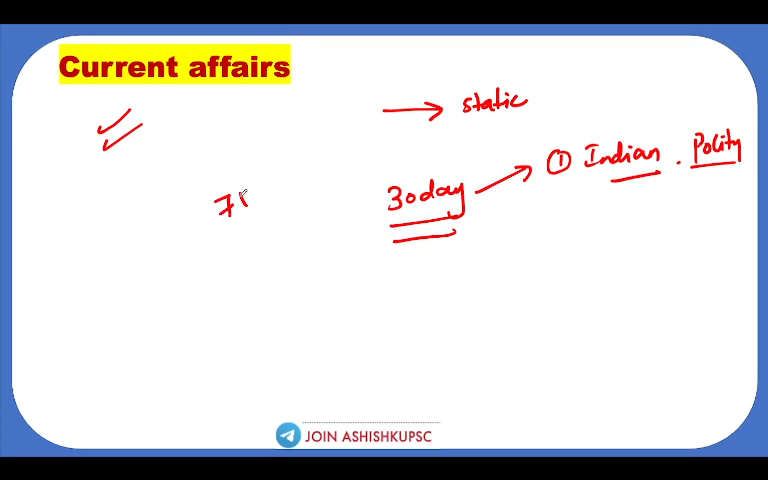 Current affairs
→ static
30day → ① Indian . Polity
JOIN ASHISHKUPSC